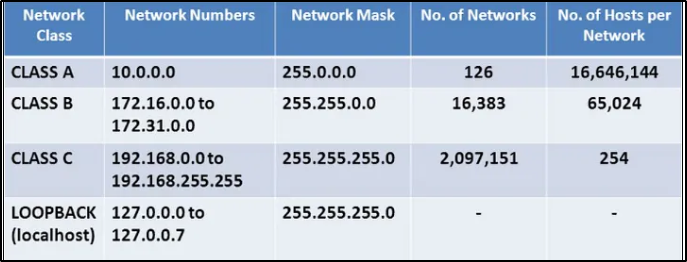 Network Class Network Numbers Network Mask No. of Networks No. of Hosts per Network
CLASS A 10.0.0.0 255.0.0.0 126 16,646,144
CLASS B 172.16.0.0 to 172.31.0.0 255.255.0.0 16,383 65,024
CLASS C 192.168.0.0 to 192.168.255.255 255.255.255.0 2,097,151 254
LOOPBACK (localhost) 127.0.0.0 to 127.0.0.7 255.255.255.0 - -